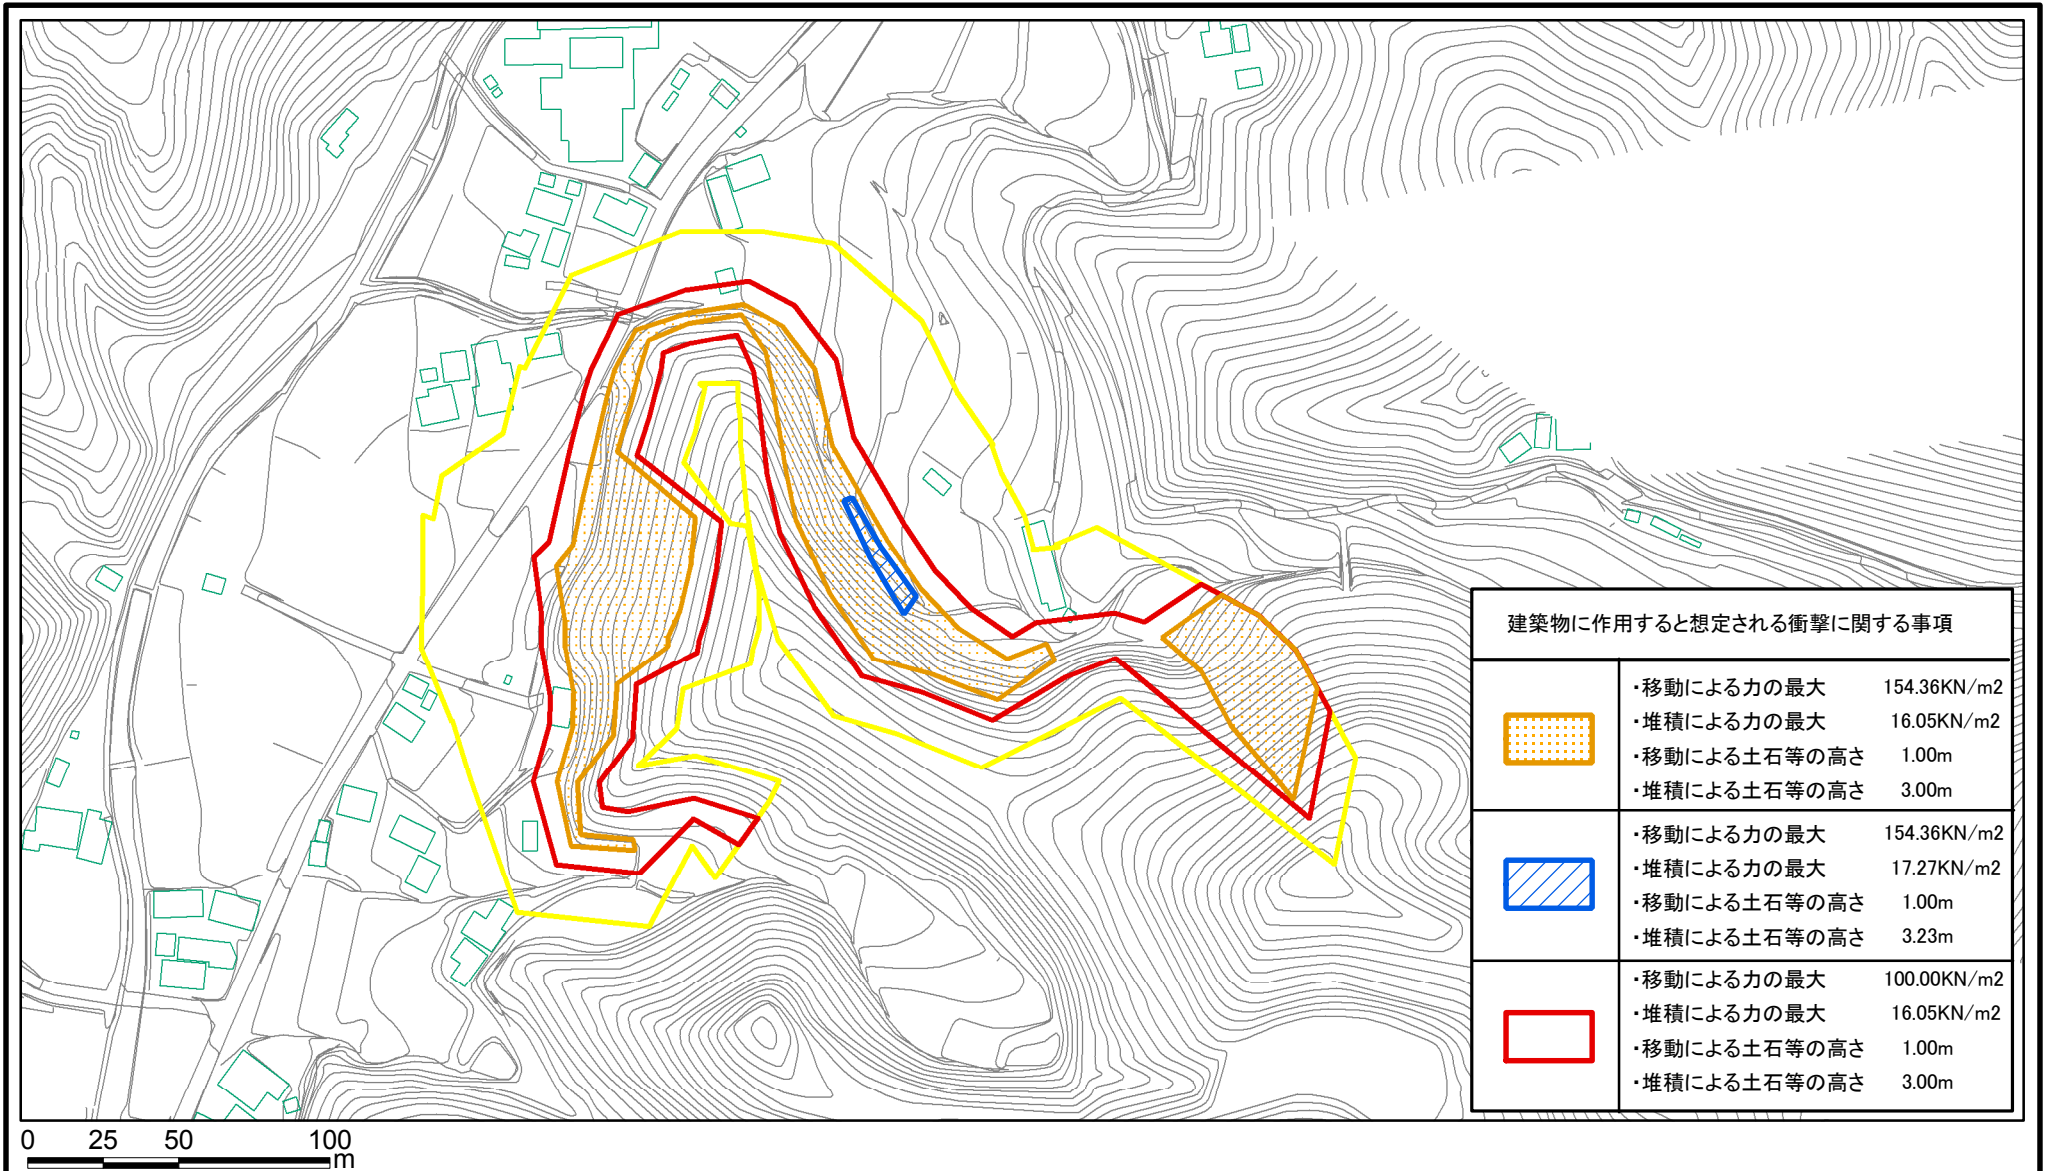 建築物に作用すると想定される衝撃に関する事項
・移動による力の最大 154.36KN/m2
・堆積による力の最大 16.05KN/m2
・移動による土石等の高さ 1.00m
・堆積による土石等の高さ 3.00m
・移動による力の最大 154.36KN/m2
・堆積による力の最大 17.27KN/m2
・移動による土石等の高さ 1.00m
・堆積による土石等の高さ 3.23m
・移動による力の最大 100.00KN/m2
・堆積による力の最大 16.05KN/m2
・移動による土石等の高さ 1.00m
・堆積による土石等の高さ 3.00m
0 25 50 100
m